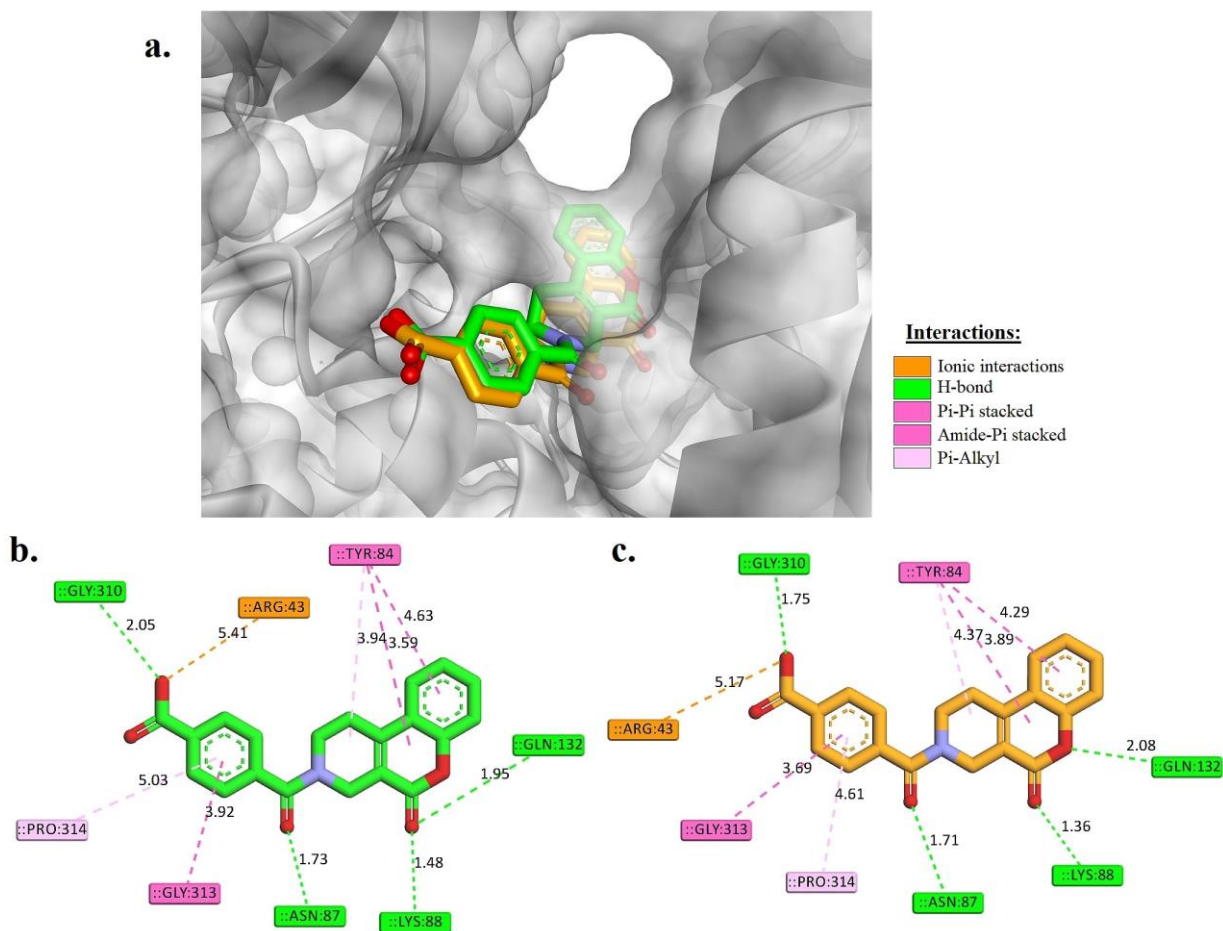 a.
Interactions:
Ionic interactions
H-bond
Pi-Pi stacked
Amide-Pi stacked
Pi-Alkyl
b.
::TYR:84
::GLY:310
::ARG:43
2.05
5.41
4.63
3.94
3.59
::GLN:132
1.95
5.03
::PRO:314
3.92
1.73
1.48
::GLY:313
::ASN:87
::LYS:88
c.
::GLY:310
::TYR:84
1.75
4.29
4.37
3.89
5.17
::ARG:43
2.08
::GLN:132
3.69
4.61
::GLY:313
1.71
1.36
::PRO:314
::LYS:88
::ASN:87